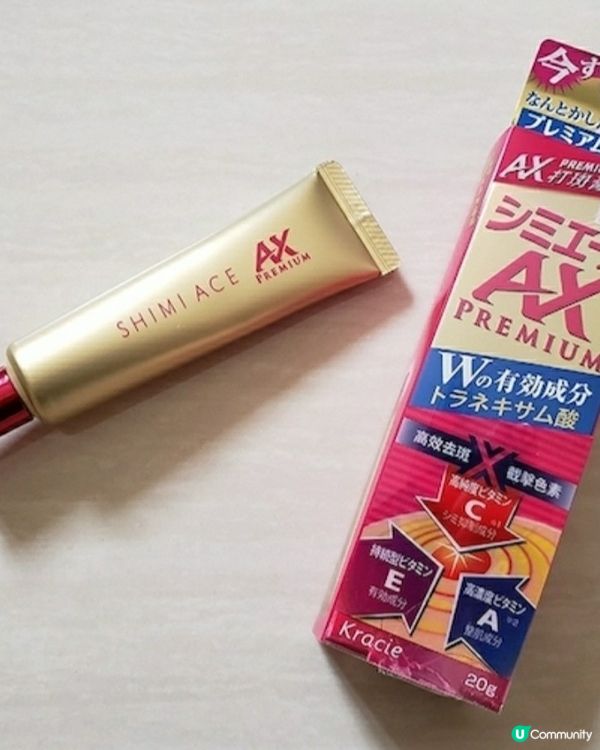 SHIMI ACE
AX
PREMIUM
今す
なんとかし
プレミア
AX PREMI
打斑
シミエー
AX
PREMIUM
Wの有効成分
トラネキサム酸
高效去斑
截擊色素
高純度ビタミン
C ※1
シミ抑制成分
持続型ビタミン
E
有効成分
高濃度ビタミン
A ※2
整肌成分
Kracie
20g
U Community